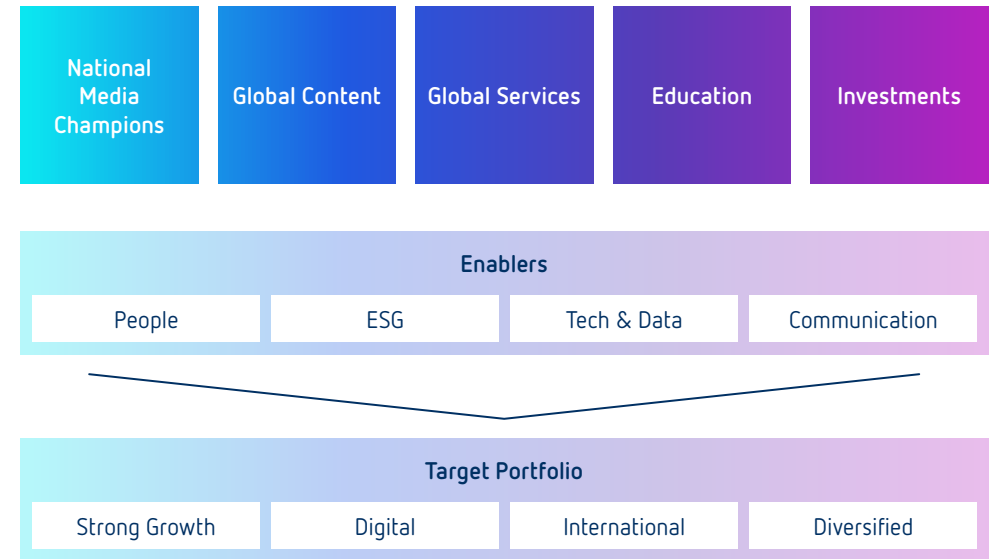 National
Media
Champions
Global Content
Global Services
Education
Investments
Enablers
People
ESG
Tech & Data
Communication
Target Portfolio
Strong Growth
Digital
International
Diversified